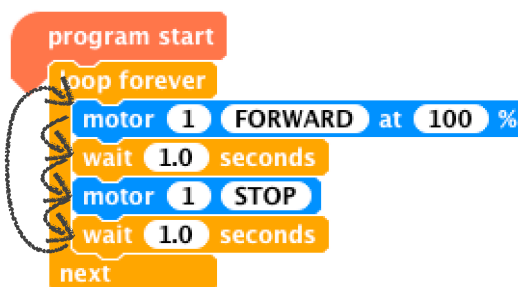 program start
loop forever
motor 1 FORWARD at 100 %
wait 1.0 seconds
motor 1 STOP
wait 1.0 seconds
next